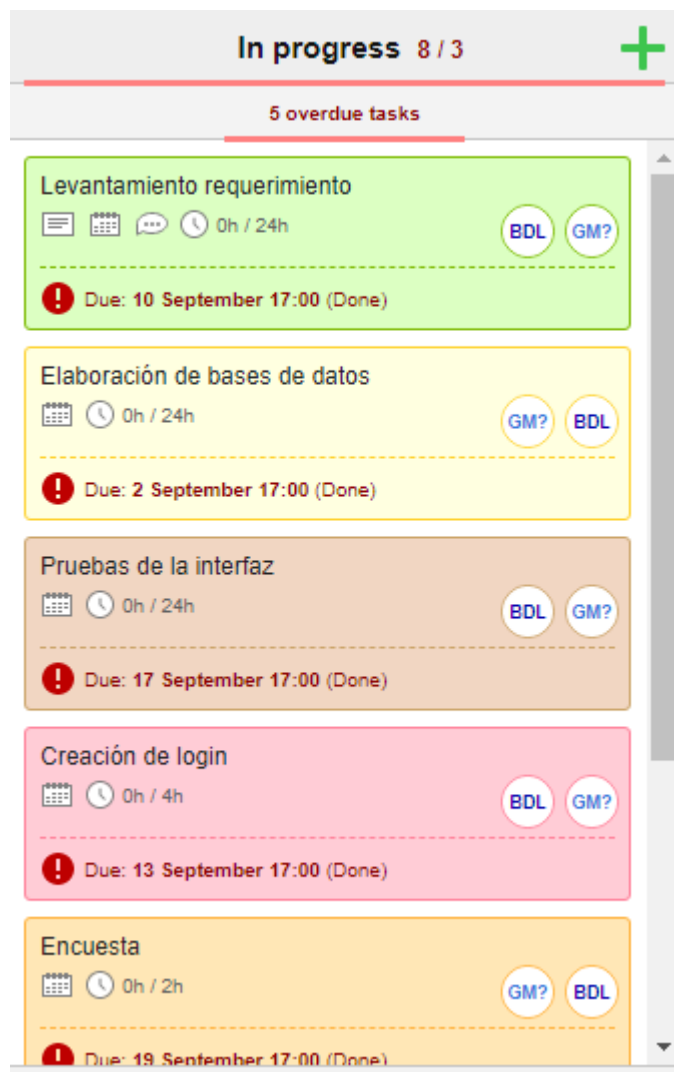 In progress 8 / 3
5 overdue tasks
Levantamiento requerimiento
0h / 24h
BDL GM?
Due: 10 September 17:00 (Done)
Elaboración de bases de datos
0h / 24h
GM? BDL
Due: 2 September 17:00 (Done)
Pruebas de la interfaz
0h / 24h
BDL GM?
Due: 17 September 17:00 (Done)
Creación de login
0h / 4h
BDL GM?
Due: 13 September 17:00 (Done)
Encuesta
0h / 2h
GM? BDL
Due: 19 September 17:00 (Done)